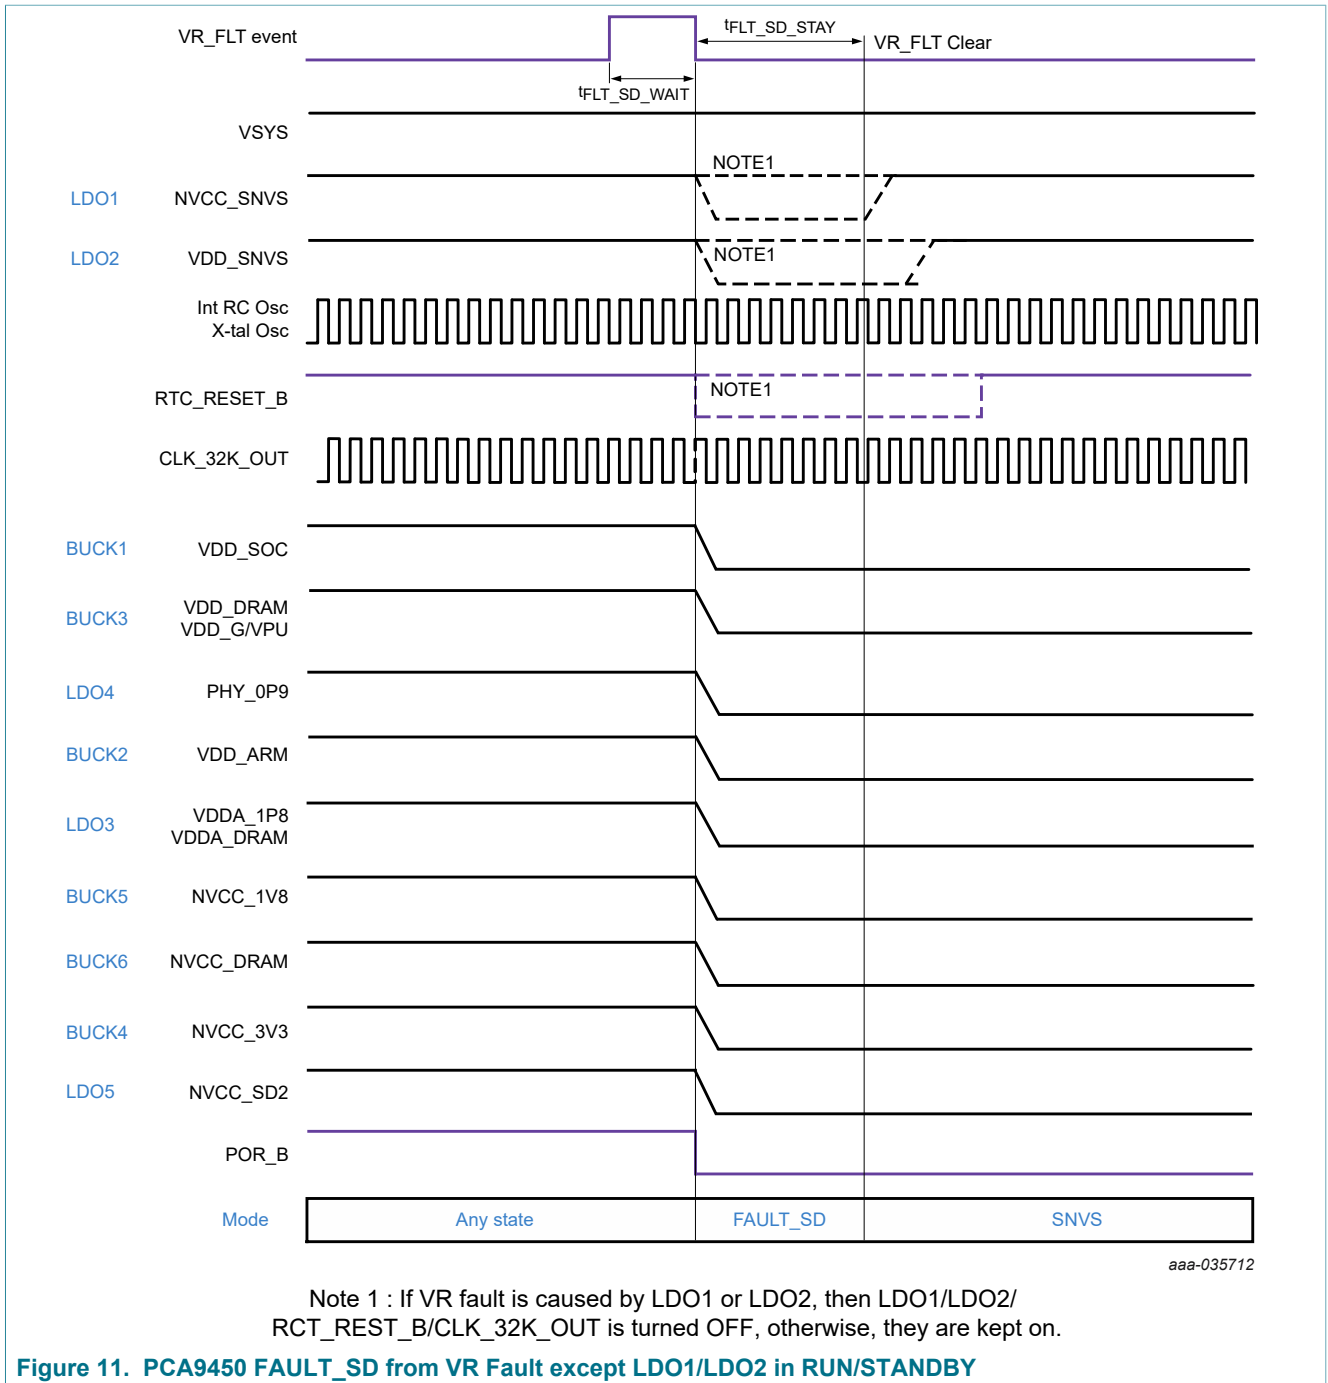 VR_FLT event
tFLT_SD_STAY
VR_FLT Clear
tFLT_SD_WAIT
VSYS
NOTE1
LDO1 NVCC_SNVS
LDO2 VDD_SNVS
NOTE1
Int RC Osc
X-tal Osc
RTC_RESET_B
NOTE1
CLK_32K_OUT
BUCK1 VDD_SOC
BUCK3 VDD_DRAM
VDD_G/VPU
LDO4 PHY_0P9
BUCK2 VDD_ARM
LDO3 VDDA_1P8
VDDA_DRAM
BUCK5 NVCC_1V8
BUCK6 NVCC_DRAM
BUCK4 NVCC_3V3
LDO5 NVCC_SD2
POR_B
Mode Any state FAULT_SD SNVS
aaa-035712
Note 1 : If VR fault is caused by LDO1 or LDO2, then LDO1/LDO2/
RCT_REST_B/CLK_32K_OUT is turned OFF, otherwise, they are kept on.
Figure 11. PCA9450 FAULT_SD from VR Fault except LDO1/LDO2 in RUN/STANDBY